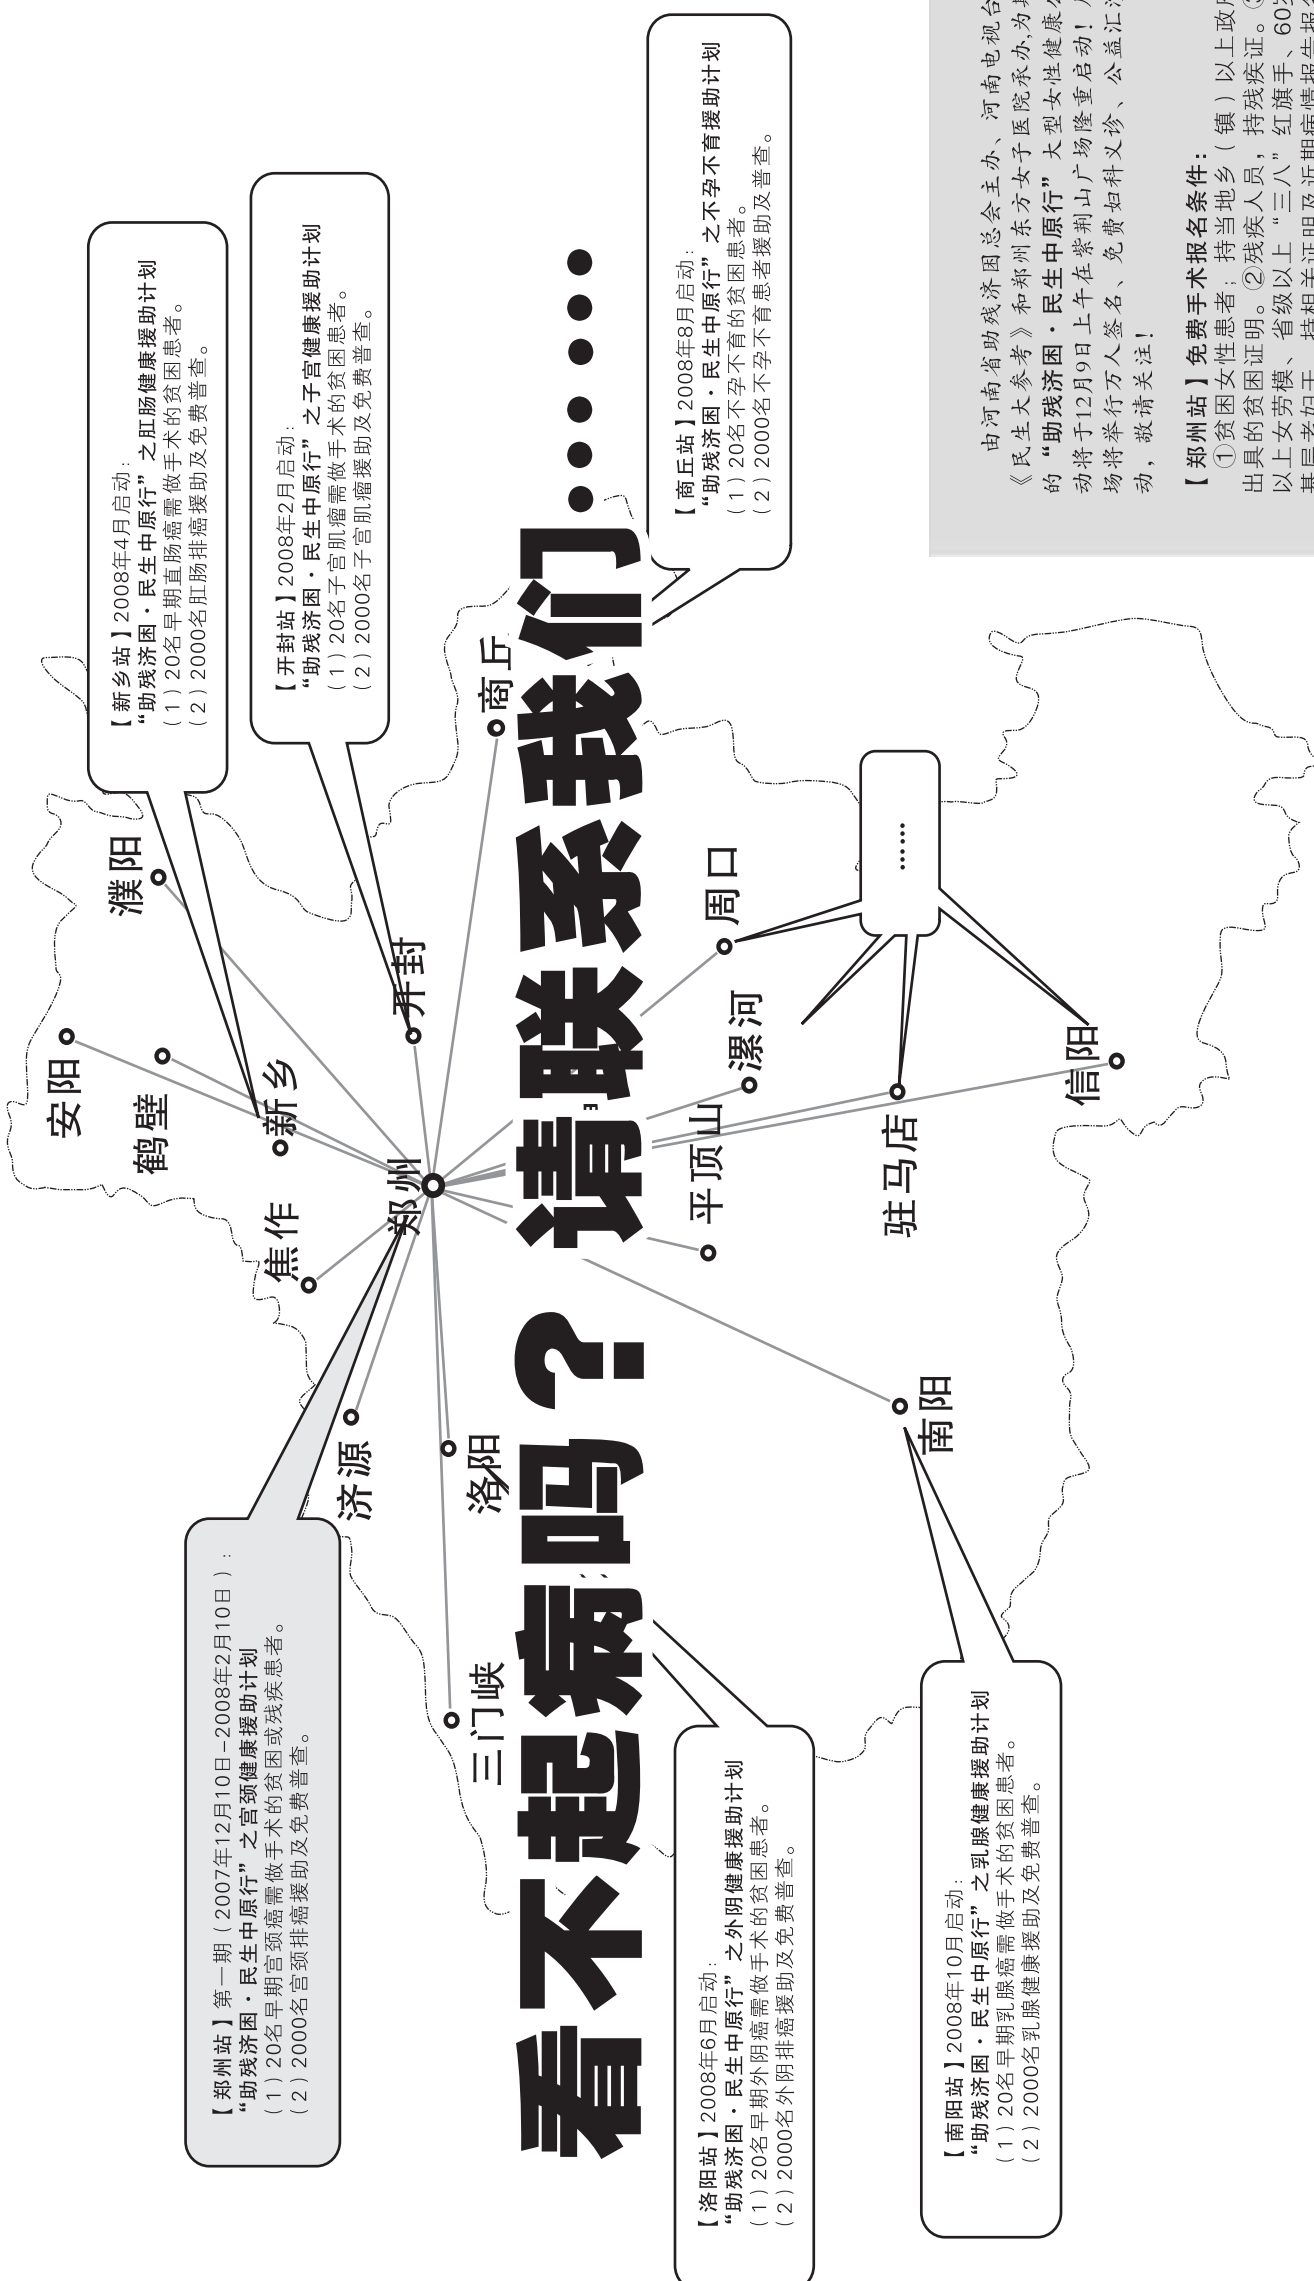 看不起病吗？请联系我们……
【新乡站】2008年4月启动：
“助残济困·民生中原行”之肛肠健康援助计划
（1）20名早期直肠癌需做手术的贫困患者。
（2）2000名肛肠排癌援助及免费普查。
【开封站】2008年2月启动：
“助残济困·民生中原行”之子宫健康援助计划
（1）20名子宫肌瘤需做手术的贫困患者。
（2）2000名子宫肌瘤援助及免费普查。
【郑州站】第一期（2007年12月10日-2008年2月10日）：
“助残济困·民生中原行”之宫颈健康援助计划
（1）20名早期宫颈癌需做手术的贫困或残疾患者。
（2）2000名宫颈排癌援助及免费普查。
【商丘站】2008年8月启动：
“助残济困·民生中原行”之不孕不育援助计划
（1）20名不孕不育的贫困患者。
（2）2000名不孕不育患者援助及普查。
【洛阳站】2008年6月启动：
“助残济困·民生中原行”之外阴健康援助计划
（1）20名早期外阴癌需做手术的贫困患者。
（2）2000名外阴排癌援助及免费普查。
【南阳站】2008年10月启动：
“助残济困·民生中原行”之乳腺健康援助计划
（1）20名早期乳腺癌需做手术的贫困患者。
（2）2000名乳腺健康援助及免费普查。
……
安阳
濮阳
鹤壁
新乡
焦作
济源
郑州
开封
洛阳
三门峡
商丘
周口
漯河
平顶山
驻马店
南阳
信阳
由河南省助残济困总会主办、河南电视台
《民生大参考》和郑州东方女子医院承办，为期
的“助残济困·民生中原行”大型女性健康公
动将于12月9日上午在紫荆山广场隆重启动！
场将举行万人签名、免费妇科义诊、公益汇演
动，敬请关注！
【郑州站】免费手术报名条件：
①贫困女性患者：持当地乡（镇）以上政府
出具的贫困证明。②残疾人员，持残疾证。③
以上女劳模、省级以上“三八”红旗手、60岁
基层老妇干，持相关证明及近期病情报告报名